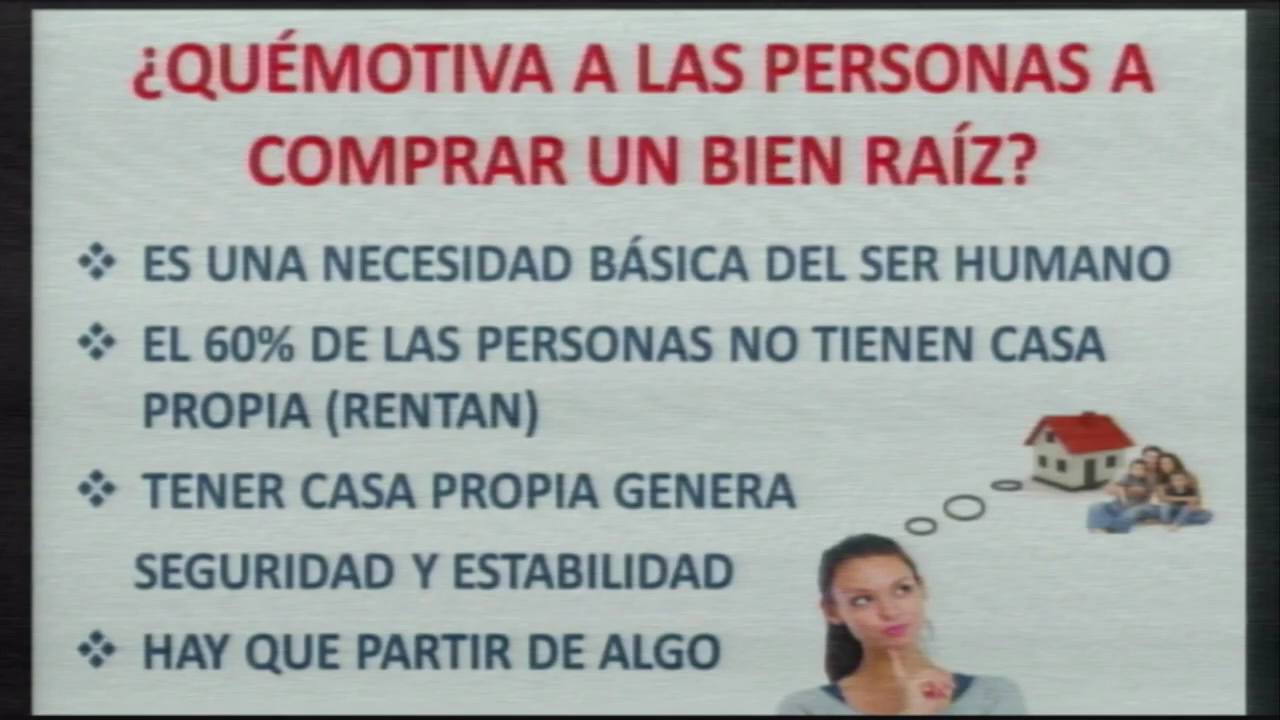 ¿QUÉMOTIVA A LAS PERSONAS A
COMPRAR UN BIEN RAÍZ?
❖ ES UNA NECESIDAD BÁSICA DEL SER HUMANO
❖ EL 60% DE LAS PERSONAS NO TIENEN CASA
PROPIA (RENTAN)
❖ TENER CASA PROPIA GENERA
SEGURIDAD Y ESTABILIDAD
❖ HAY QUE PARTIR DE ALGO